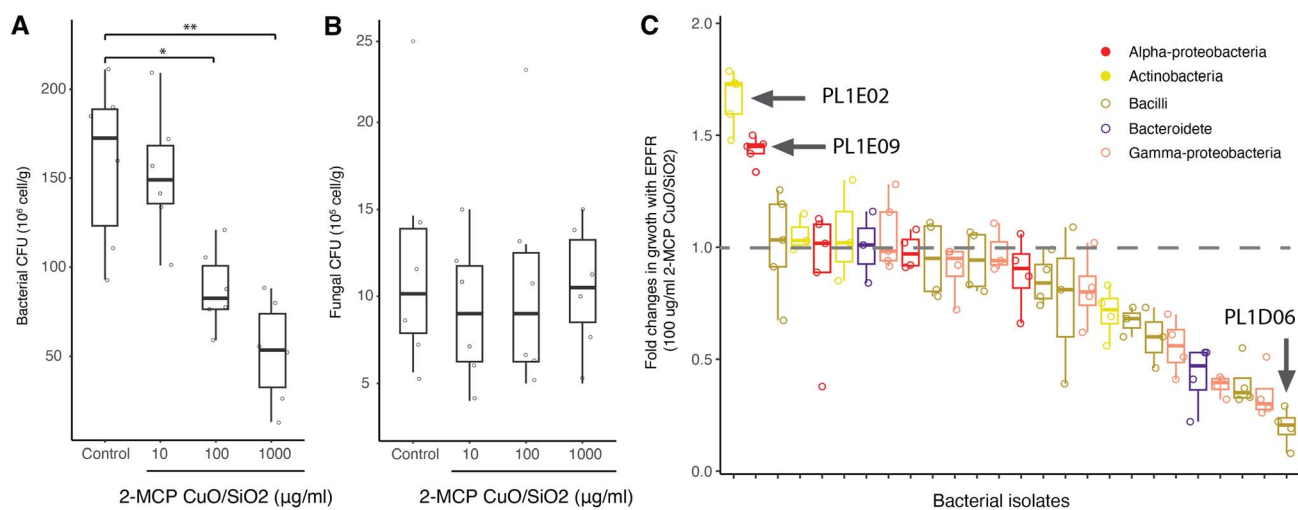 A
Bacterial CFU (10⁶ cell/g)
200
150
100
50
**
*
Control
10
100
1000
2-MCP CuO/SiO2 (µg/ml)
B
Fungal CFU (10⁵ cell/g)
25
20
15
10
5
Control
10
100
1000
2-MCP CuO/SiO2 (µg/ml)
C
Fold changes in grwoth with EPFR
(100 ug/ml 2-MCP CuO/SiO2)
2.0
1.5
1.0
0.5
0.0
PL1E02
PL1E09
PL1D06
Alpha-proteobacteria
Actinobacteria
Bacilli
Bacteroidete
Gamma-proteobacteria
Bacterial isolates